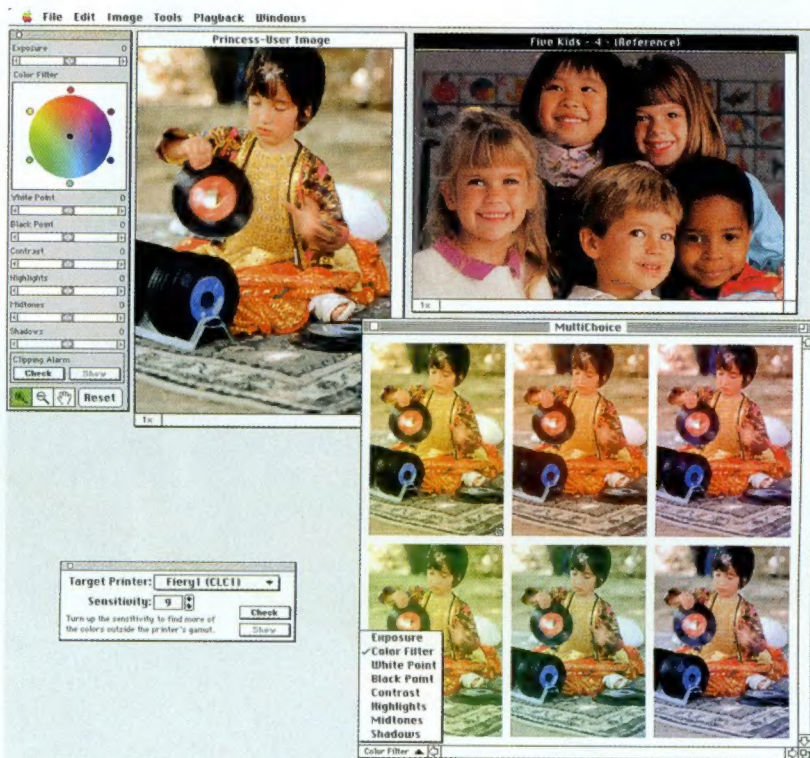 File Edit Image Tools Playback Windows
Exposure 0
Color Filter
White Point 0
Black Point 0
Contrast 0
Highlights 0
Midtones 0
Shadows 0
Clipping Alarm
Check Show
Reset
Princess-User Image
1x
Five Kids - 4 - (Reference)
1x
MultiChoice
Target Printer: Fiery1 (CLC1)
Sensitivity: 9
Turn up the sensitivity to find more of
the colors outside the printer's gamut.
Check
Show
Exposure
✓Color Filter
White Point
Black Point
Contrast
Highlights
Midtones
Shadows
Color Filter